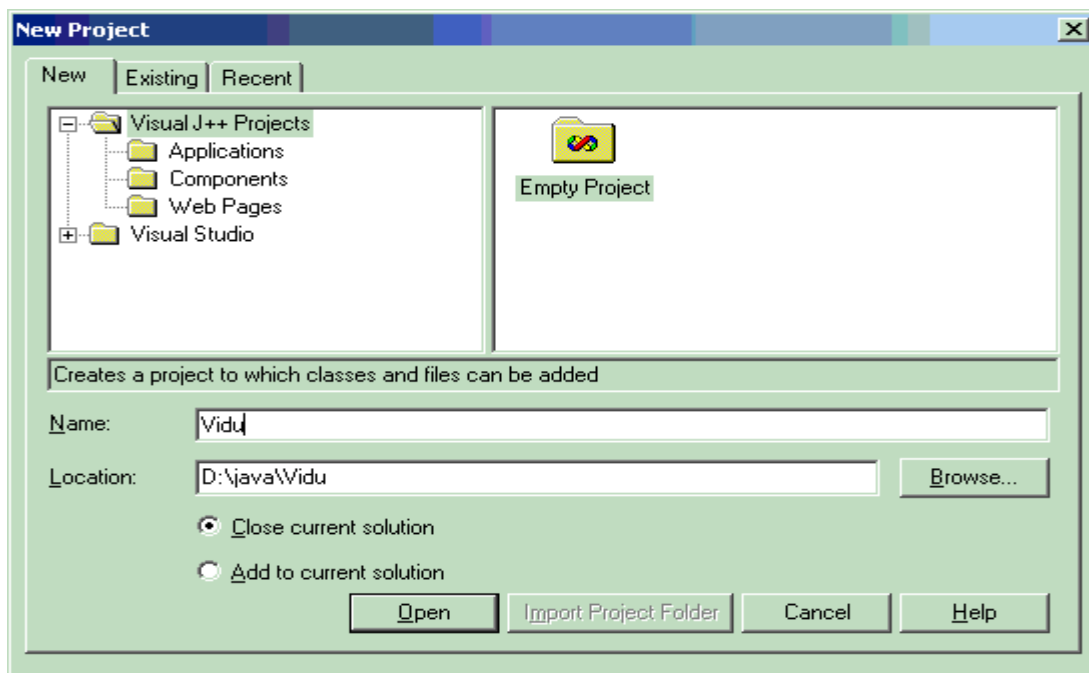 New Project
New Existing Recent
Visual J++ Projects
Applications
Components
Web Pages
Visual Studio
Empty Project
Creates a project to which classes and files can be added
Name: Vidu
Location: D:\java\Vidu Browse...
Close current solution
Add to current solution
Open Import Project Folder Cancel Help